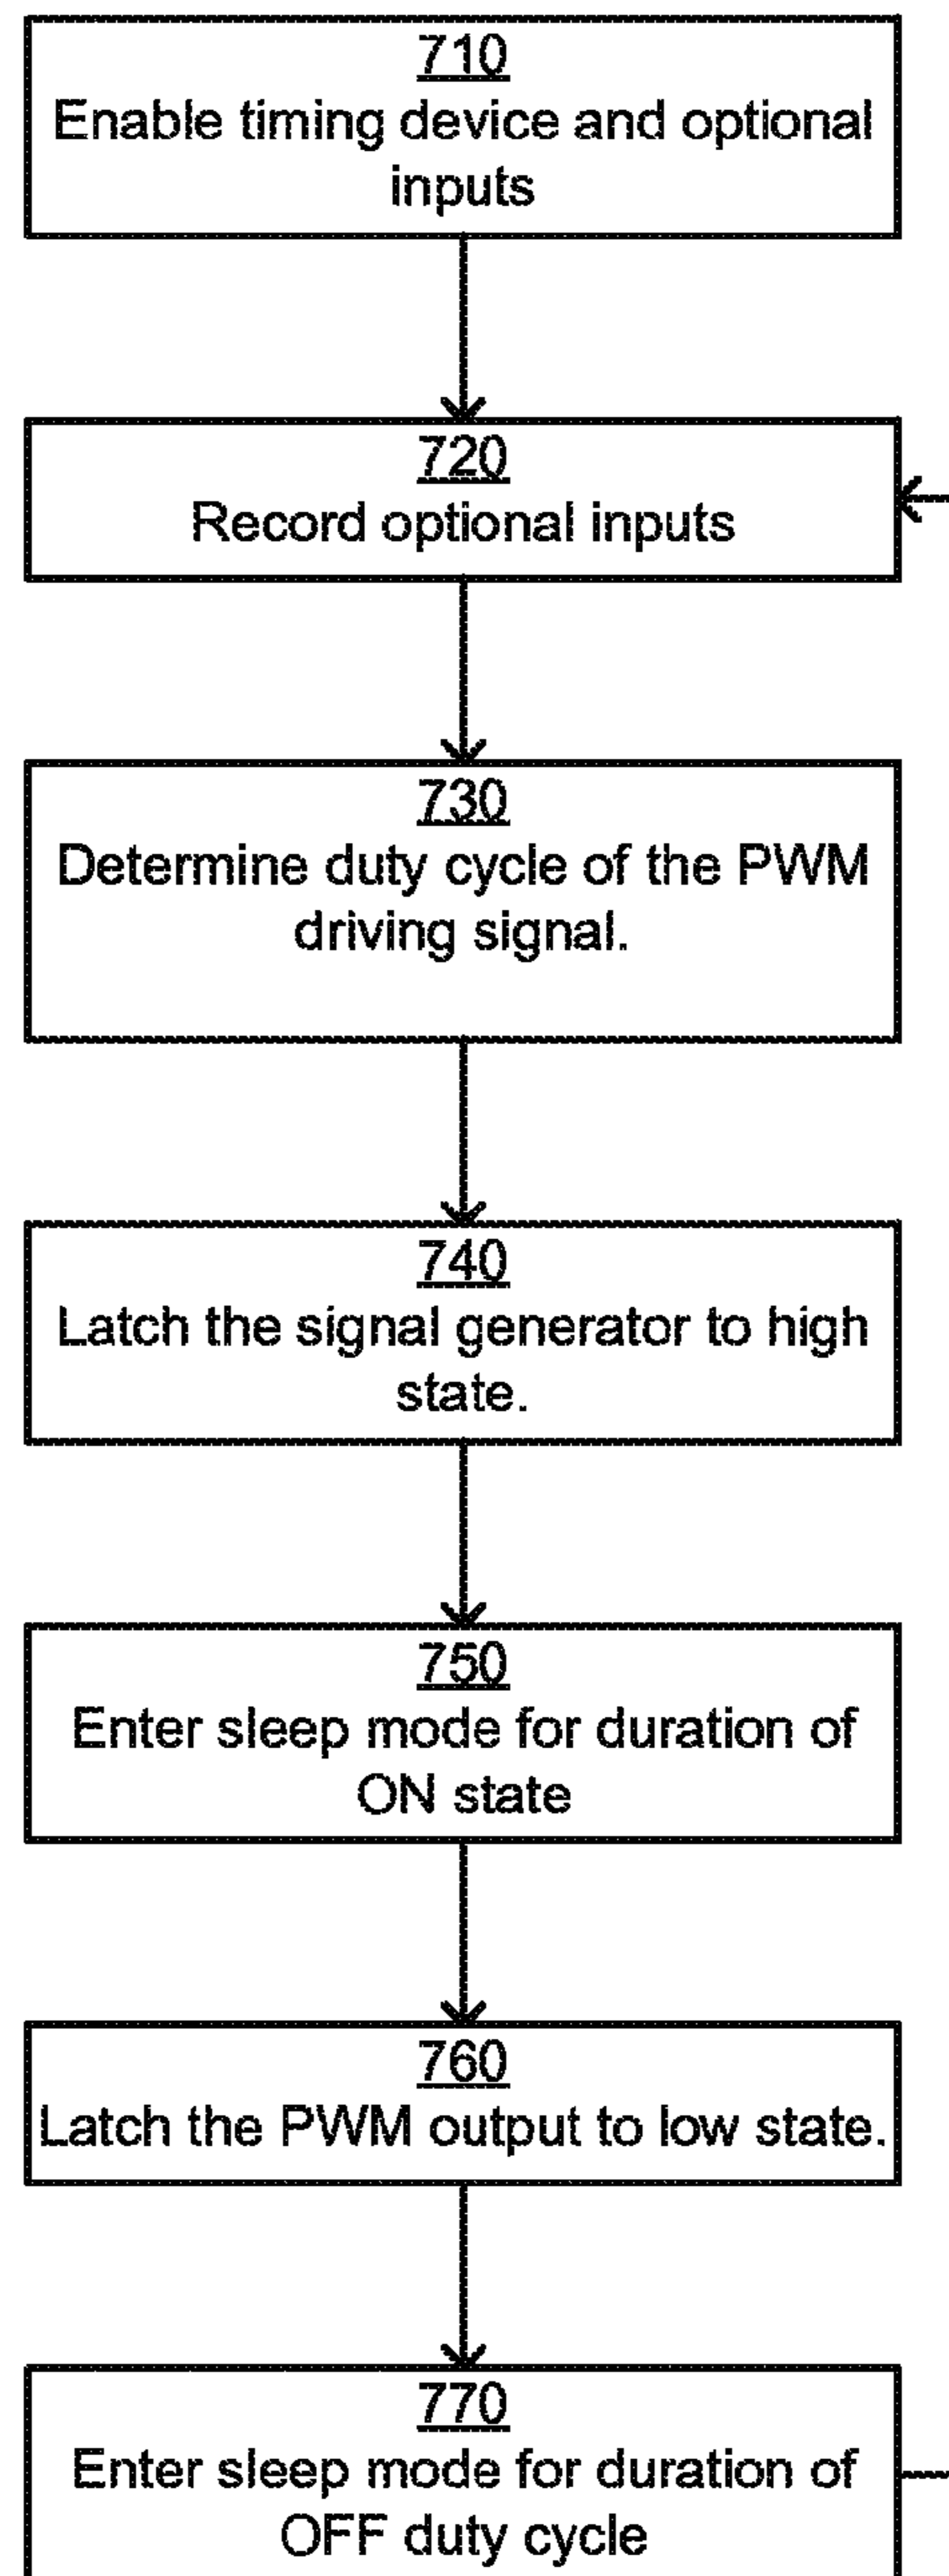 710
Enable timing device and optional
inputs
720
Record optional inputs
730
Determine duty cycle of the PWM
driving signal.
740
Latch the signal generator to high
state.
750
Enter sleep mode for duration of
ON state
760
Latch the PWM output to low state.
770
Enter sleep mode for duration of
OFF duty cycle